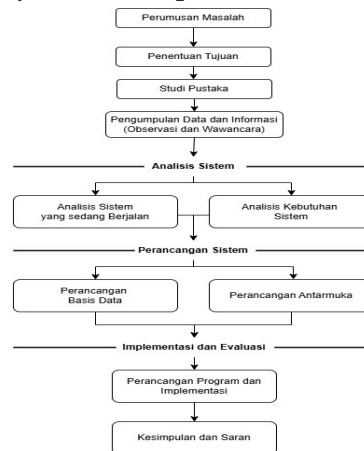 Perumusan Masalah
Penentuan Tujuan
Studi Pustaka
Pengumpulan Data dan Informasi
(Observasi dan Wawancara)
Analisis Sistem
Analisis Sistem
yang sedang Berjalan
Analisis Kebutuhan
Sistem
Perancangan Sistem
Perancangan
Basis Data
Perancangan Antarmuka
Implementasi dan Evaluasi
Perancangan Program dan
Implementasi
Kesimpulan dan Saran